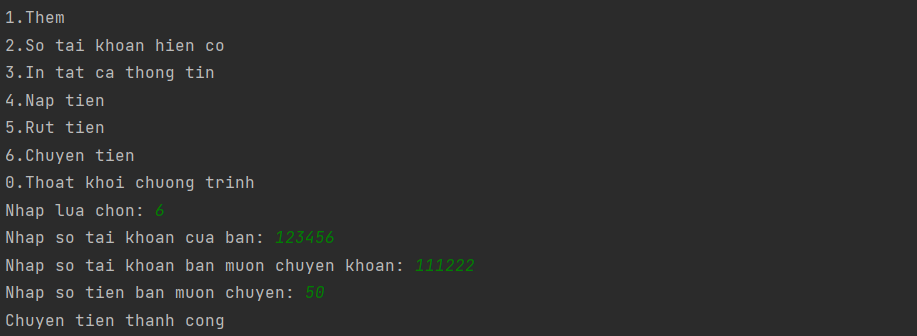 1.Them
2.So tai khoan hien co
3.In tat ca thong tin
4.Nap tien
5.Rut tien
6.Chuyen tien
0.Thoat khoi chuong trinh
Nhap lua chon: 6
Nhap so tai khoan cua ban: 123456
Nhap so tai khoan ban muon chuyen khoan: 111222
Nhap so tien ban muon chuyen: 50
Chuyen tien thanh cong